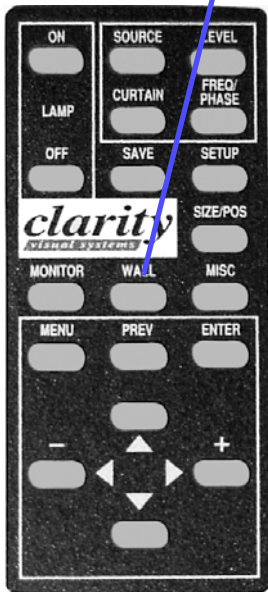 ON SOURCE LEVEL
LAMP CURTAIN FREQ/
PHASE
OFF SAVE SETUP
clarity
visual systems
SIZE/POS
MONITOR WALL MISC
MENU PREV ENTER
− +